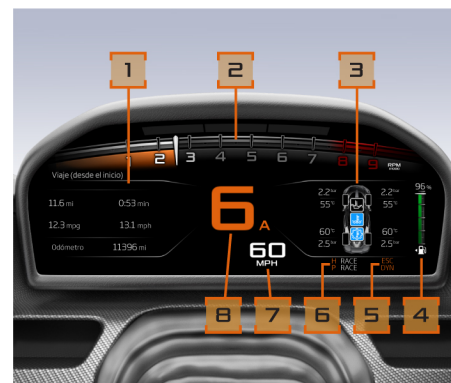 1 2 3
1 2 3 4 5 6 7 8 9 RPM
x1000
Viaje (desde el inicio)
11.6 mi 0:53 min
12.3 mpg 13.1 mph
Odómetro 11396 mi
6 A
60
MPH
2.2 bar 2.2 bar
55 ° 55 °
60 ° 60 °
2.5 bar 2.5 bar
96 %
H RACE
P RACE
ESC
DYN
8 7 6 5 4